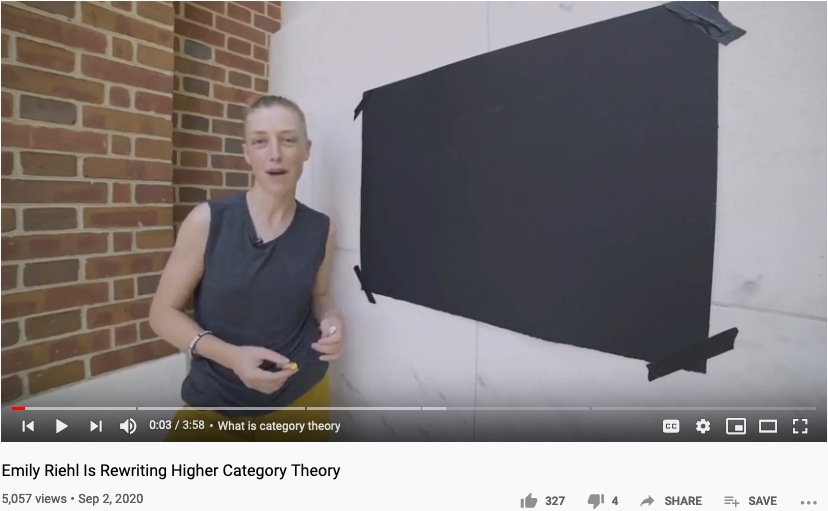 0:03 / 3:58 • What is category theory
CC
Emily Riehl Is Rewriting Higher Category Theory
5,057 views • Sep 2, 2020
327 4 SHARE SAVE